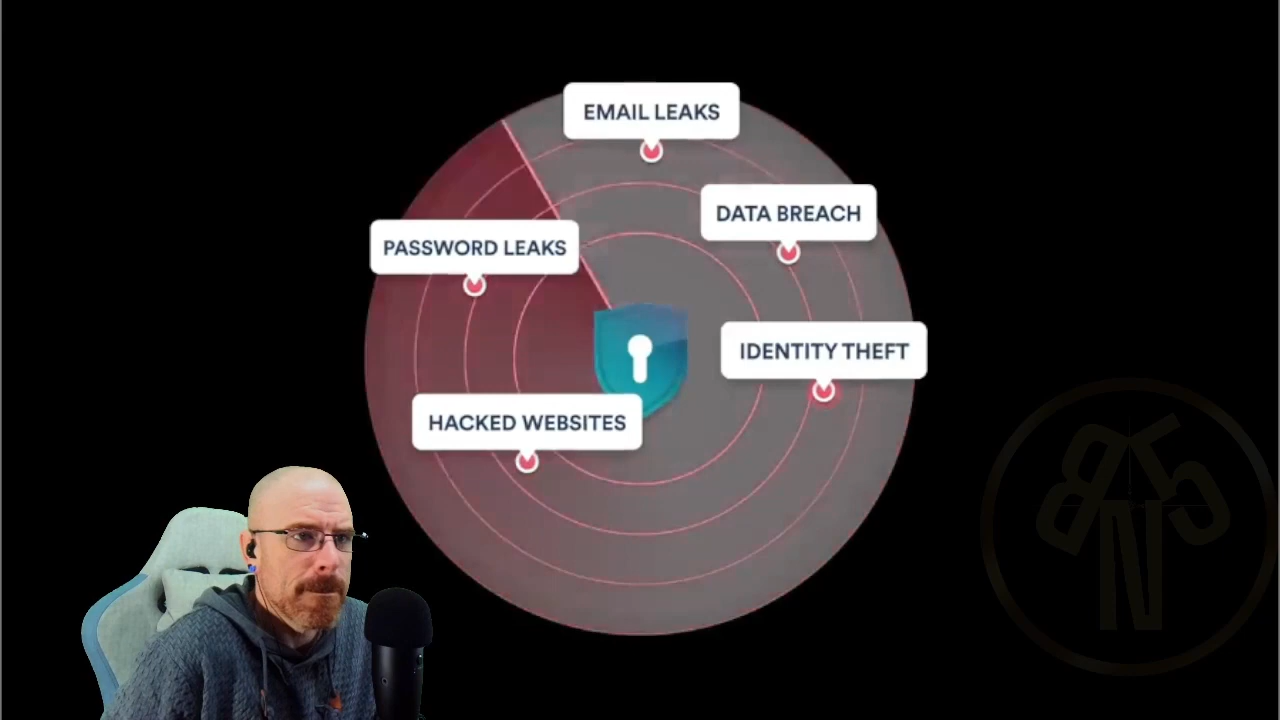 EMAIL LEAKS
DATA BREACH
PASSWORD LEAKS
IDENTITY THEFT
HACKED WEBSITES